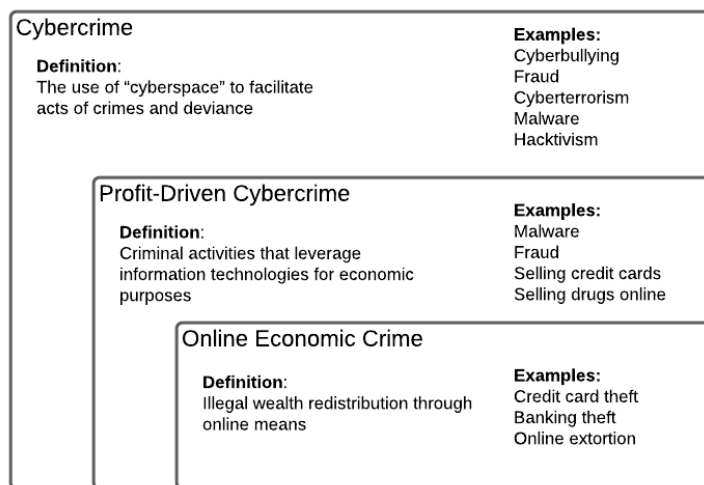 Cybercrime
Definition:
The use of “cyberspace” to facilitate
acts of crimes and deviance
Examples:
Cyberbullying
Fraud
Cyberterrorism
Malware
Hacktivism
Profit-Driven Cybercrime
Definition:
Criminal activities that leverage
information technologies for economic
purposes
Examples:
Malware
Fraud
Selling credit cards
Selling drugs online
Online Economic Crime
Definition:
Illegal wealth redistribution through
online means
Examples:
Credit card theft
Banking theft
Online extortion